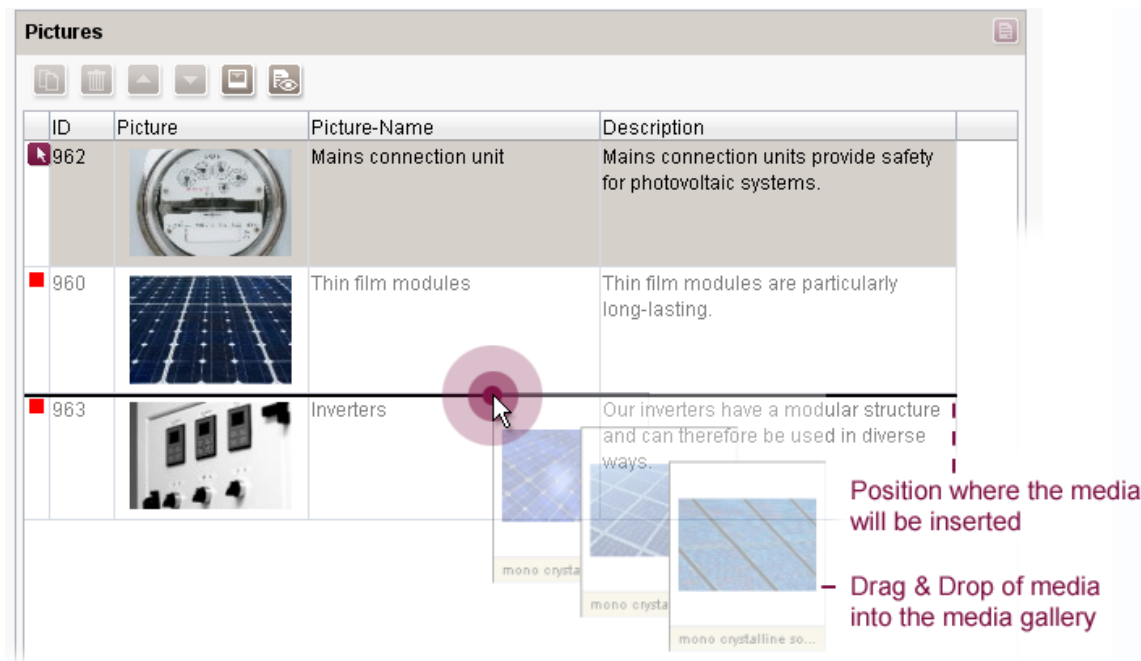 Pictures
ID Picture Picture-Name Description
962 Mains connection unit Mains connection units provide safety
for photovoltaic systems.
960 Thin film modules Thin film modules are particularly
long-lasting.
963 Inverters Our inverters have a modular structure
and can therefore be used in diverse
ways.
Position where the media
will be inserted
mono crysta
Drag & Drop of media
into the media gallery
mono crysta
mono crystalline so...